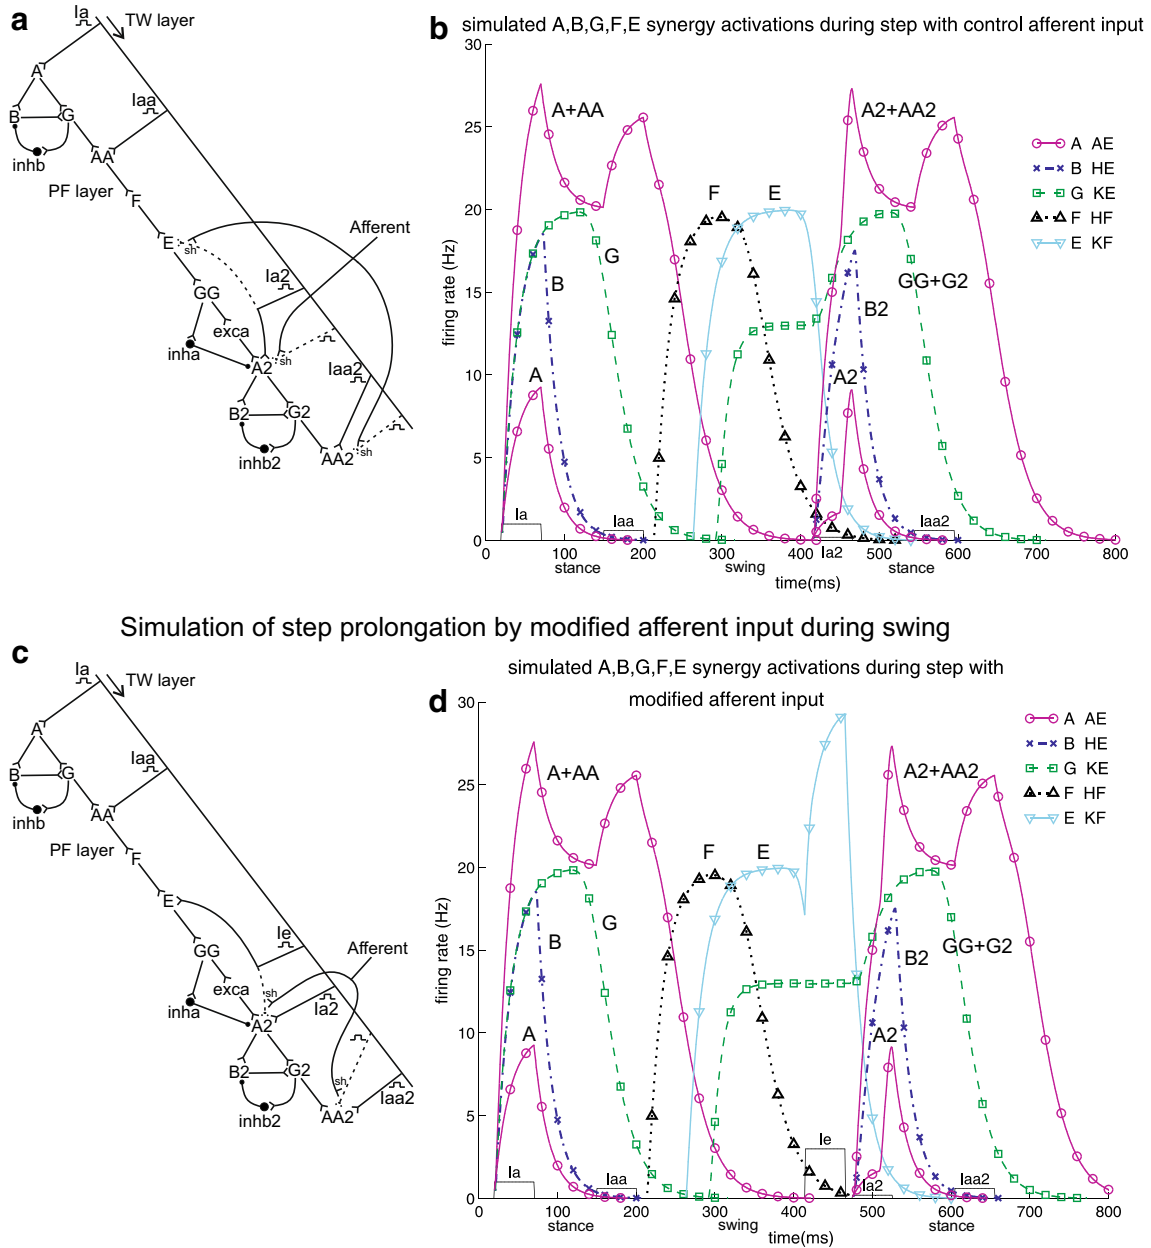 a
Ia
TW layer
A
Iaa
B
G
inhb
AA
PF layer
F
E
sh
Afferent
Ia2
GG
exca
inha
A2
sh
Iaa2
B2
G2
inhb2
AA2
sh
b
simulated A,B,G,F,E synergy activations during step with control afferent input
30
25
20
15
10
5
0
firing rate (Hz)
A+AA
A2+AA2
F
E
G
B
GG+G2
B2
A
A2
Ia
Iaa
Ia2
Iaa2
A AE
B HE
G KE
F HF
E KF
0 100 200 300 400 500 600 700 800
stance swing stance
time(ms)
Simulation of step prolongation by modified afferent input during swing
c
Ia
TW layer
A
Iaa
B
G
inhb
AA
PF layer
F
E
Ie
Afferent
GG
exca
sh
Ia2
inha
A2
B2
G2
sh
inhb2
AA2
Iaa2
d
simulated A,B,G,F,E synergy activations during step with
modified afferent input
30
25
20
15
10
5
0
firing rate (Hz)
A+AA
A2+AA2
F
E
G
B
B2
GG+G2
A
A2
Ia
Iaa
Ie
Ia2
Iaa2
A AE
B HE
G KE
F HF
E KF
0 100 200 300 400 500 600 700 800
stance swing stance
time(ms)